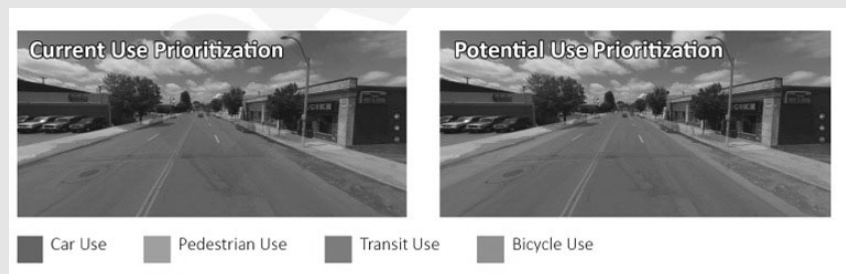 Current Use Prioritization
Potential Use Prioritization
Car Use
Pedestrian Use
Transit Use
Bicycle Use